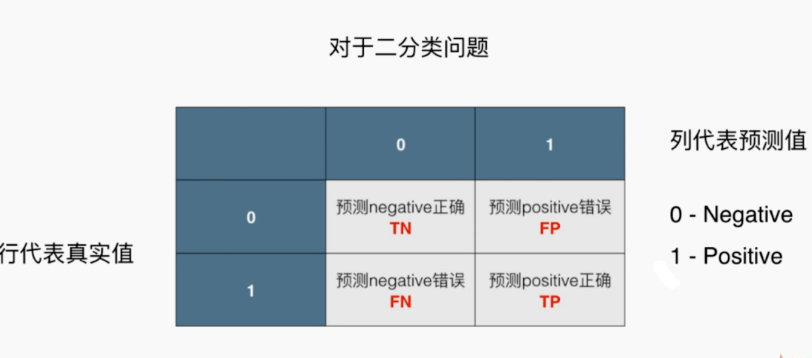 对于二分类问题
0
1
列代表预测值
0
预测negative正确
TN
预测positive错误
FP
0 - Negative
行代表真实值
1 - Positive
1
预测negative错误
FN
预测positive正确
TP